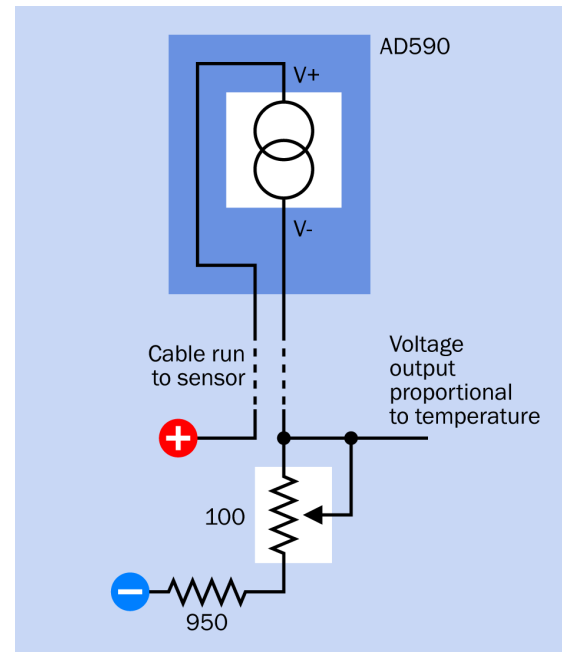 AD590
V+
V-
Cable run
to sensor
Voltage
output
proportional
to temperature
+
100
−
950